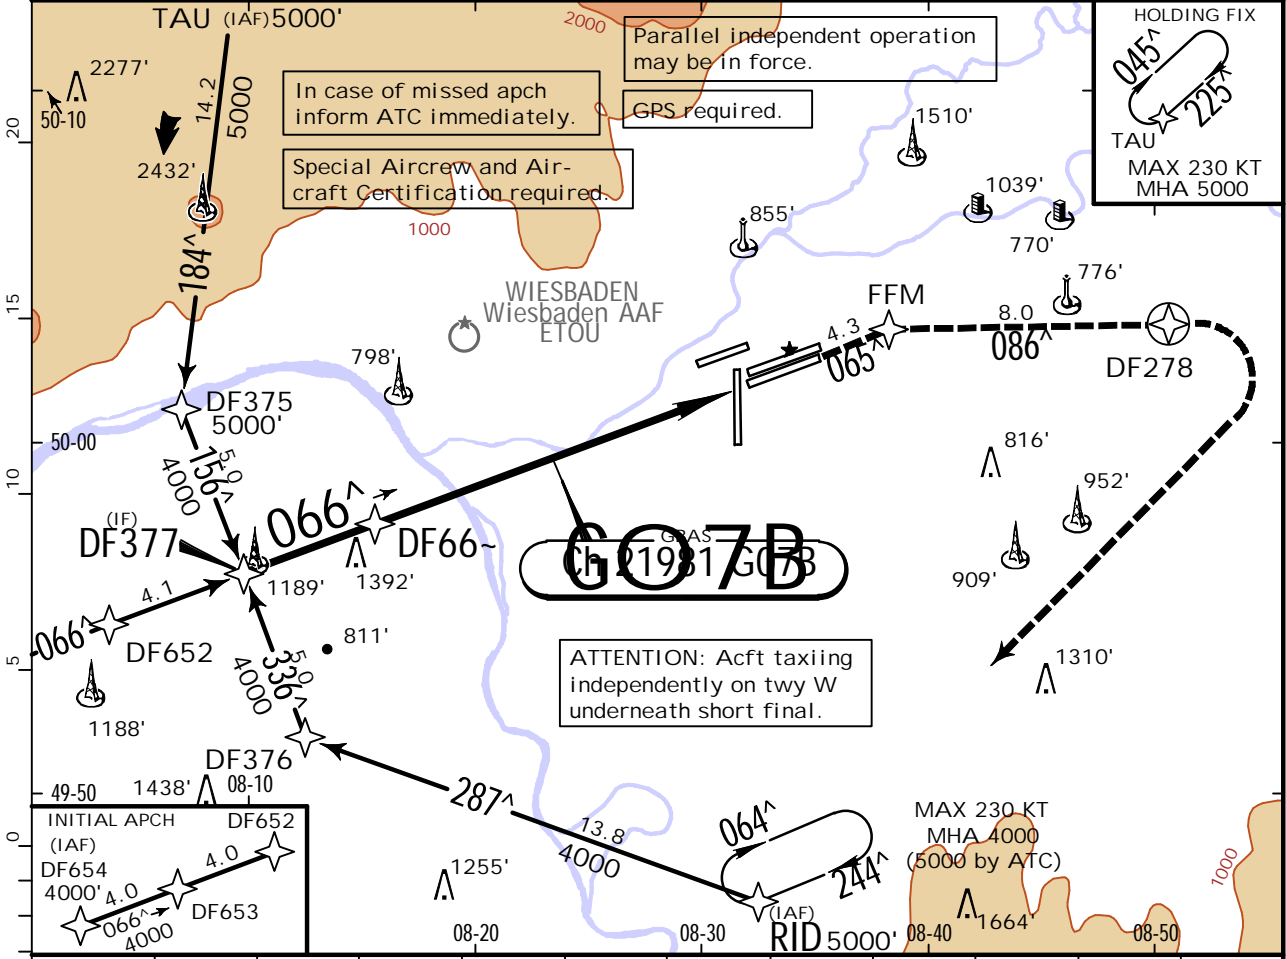 TAU (IAF) 5000'
2000
Parallel independent operation
may be in force.
HOLDING FIX
045^
225^
TAU
MAX 230 KT
MHA 5000
2277'
50-10
14.2
5000
In case of missed apch
inform ATC immediately.
GPS required.
1510'
20
2432'
Special Aircrew and Air-
craft Certification required.
1039'
770'
855'
1000
184^
776'
WIESBADEN
Wiesbaden AAF
ETOU
FFM
15
4.3
065^
8.0
086^
DF278
798'
DF375
5000'
50-00
5.0
156^
4000
816'
10
952'
(IF)
DF377
066^
DF66~
GO7B
GBAS
Ch 21981 G07B
1392'
1189'
909'
4.1
066^
DF652
811'
5.0
336^
4000
ATTENTION: Acft taxiing
independently on twy W
underneath short final.
1310'
5
1188'
DF376
1438'
08-10
49-50
287^
13.8
4000
064^
244^
MAX 230 KT
MHA 4000
(5000 by ATC)
INITIAL APCH
(IAF)
DF654
4000'
DF652
4.0
4.0
DF653
066^
4000
0
1255'
1000
1664'
(IAF)
RID 5000'
08-20
08-30
08-40
08-50